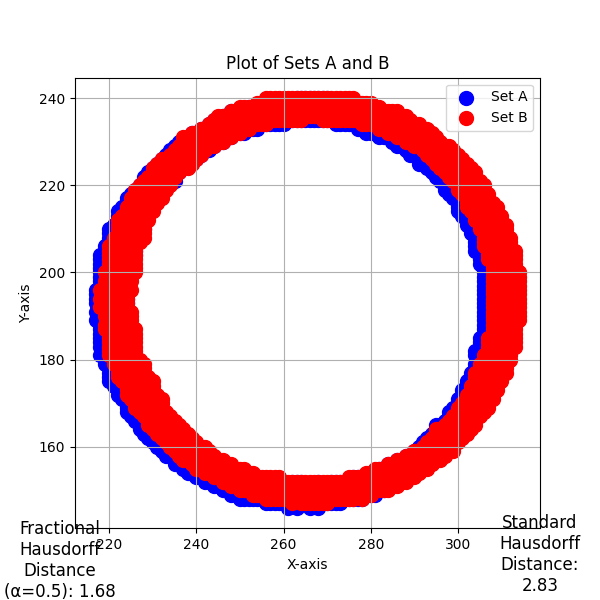 Plot of Sets A and B
Set A
Set B
Y-axis
240
220
200
180
160
220
240
260
280
300
X-axis
Fractional
Hausdorff
Distance
(α=0.5): 1.68
Standard
Hausdorff
Distance:
2.83